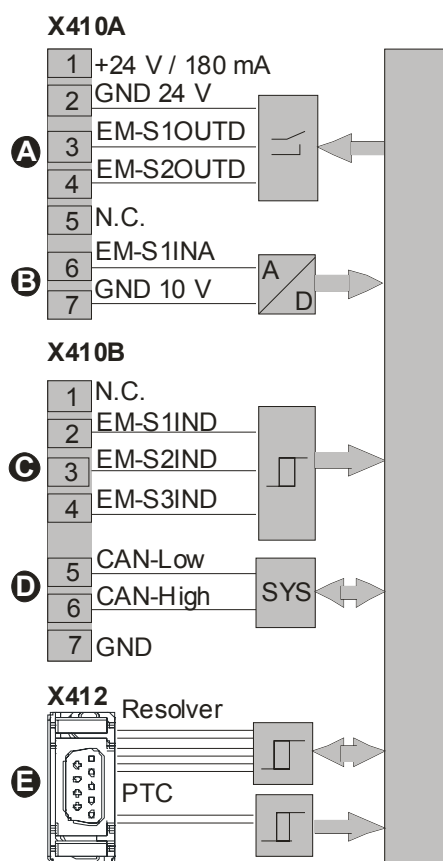 X410A
1 +24 V / 180 mA
2 GND 24 V
A 3 EM-S1OUTD
4 EM-S2OUTD
5 N.C.
B 6 EM-S1INA
7 GND 10 V
A
D
X410B
1 N.C.
2 EM-S1IND
C 3 EM-S2IND
4 EM-S3IND
D 5 CAN-Low
6 CAN-High
SYS
7 GND
X412
Resolver
E
PTC